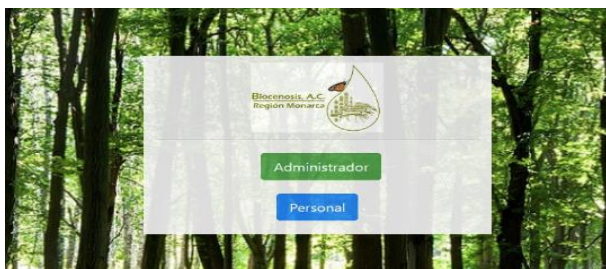 Biocenosis, A.C.
Región Monarca
Administrador
Personal